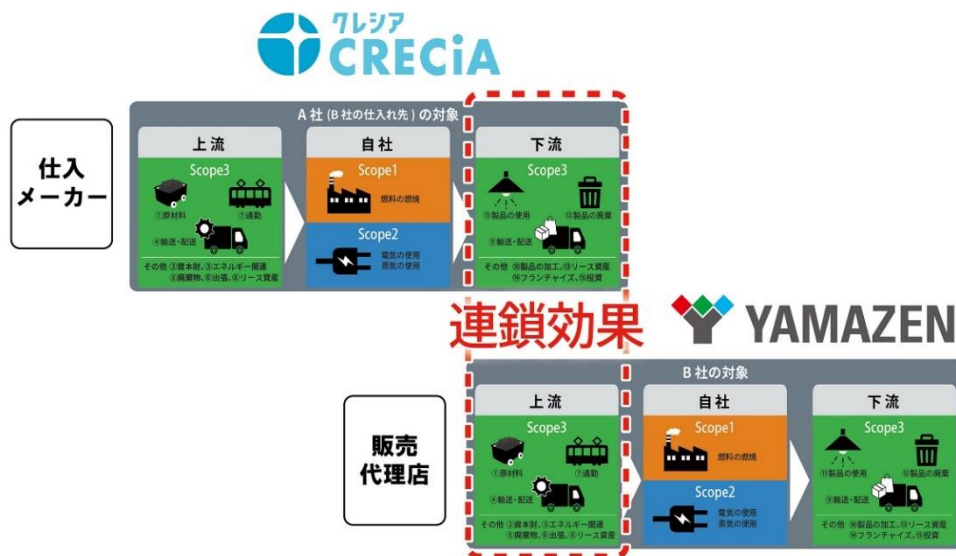 クレシア
CRECiA
仕入
メーカー
A社(B社の仕入れ先)の対象
上流
Scope3
①原材料
⑦通勤
④輸送・配送
その他 ②資本財、③エネルギー関連
⑤廃棄物、⑥出張、⑧リース資産
自社
Scope1
燃料の燃焼
Scope2
電気の使用
蒸気の使用
下流
Scope3
⑪製品の使用
⑫製品の廃棄
⑨輸送・配送
その他 ⑩製品の加工、⑬リース資産
⑭フランチャイズ、⑮投資
連鎖効果
YAMAZEN
販売
代理店
B社の対象
上流
Scope3
①原材料
⑦通勤
④輸送・配送
その他 ②資本財、③エネルギー関連
⑤廃棄物、⑥出張、⑧リース資産
自社
Scope1
燃料の燃焼
Scope2
電気の使用
蒸気の使用
下流
Scope3
⑪製品の使用
⑫製品の廃棄
⑨輸送・配送
その他 ⑩製品の加工、⑬リース資産
⑭フランチャイズ、⑮投資